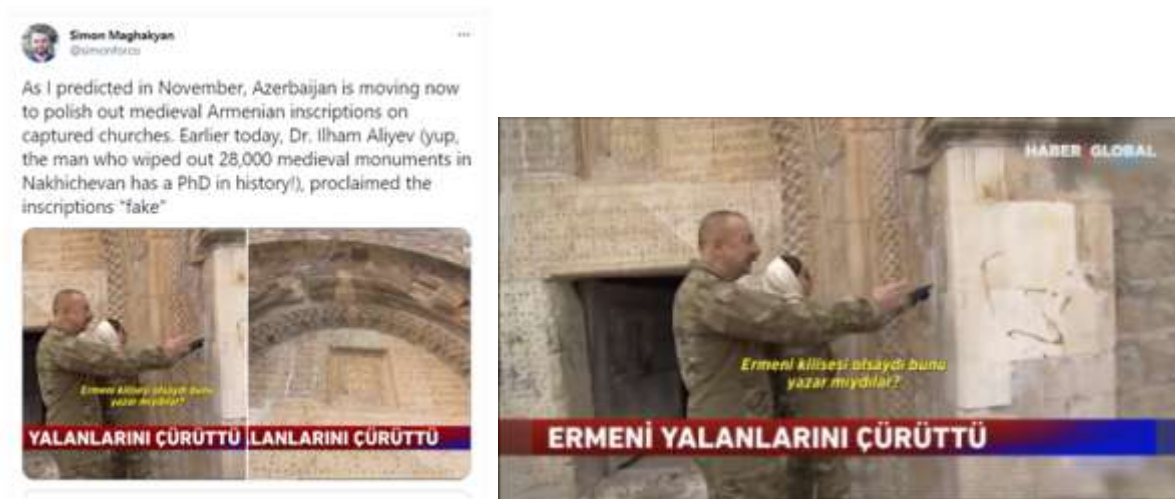 Simon Maghakyan
@simonforco
As I predicted in November, Azerbaijan is moving now
to polish out medieval Armenian inscriptions on
captured churches. Earlier today, Dr. Ilham Aliyev (yup,
the man who wiped out 28,000 medieval monuments in
Nakhichevan has a PhD in history!), proclaimed the
inscriptions "fake"
Ermeni kilisesi olsaydı bunu
yazar mıydılar?
YALANLARINI ÇÜRÜTTÜ
LANLARINI ÇÜRÜTTÜ
HABER GLOBAL
Ermeni kilisesi olsaydı bunu
yazar mıydılar?
ERMENİ YALANLARINI ÇÜRÜTTÜ